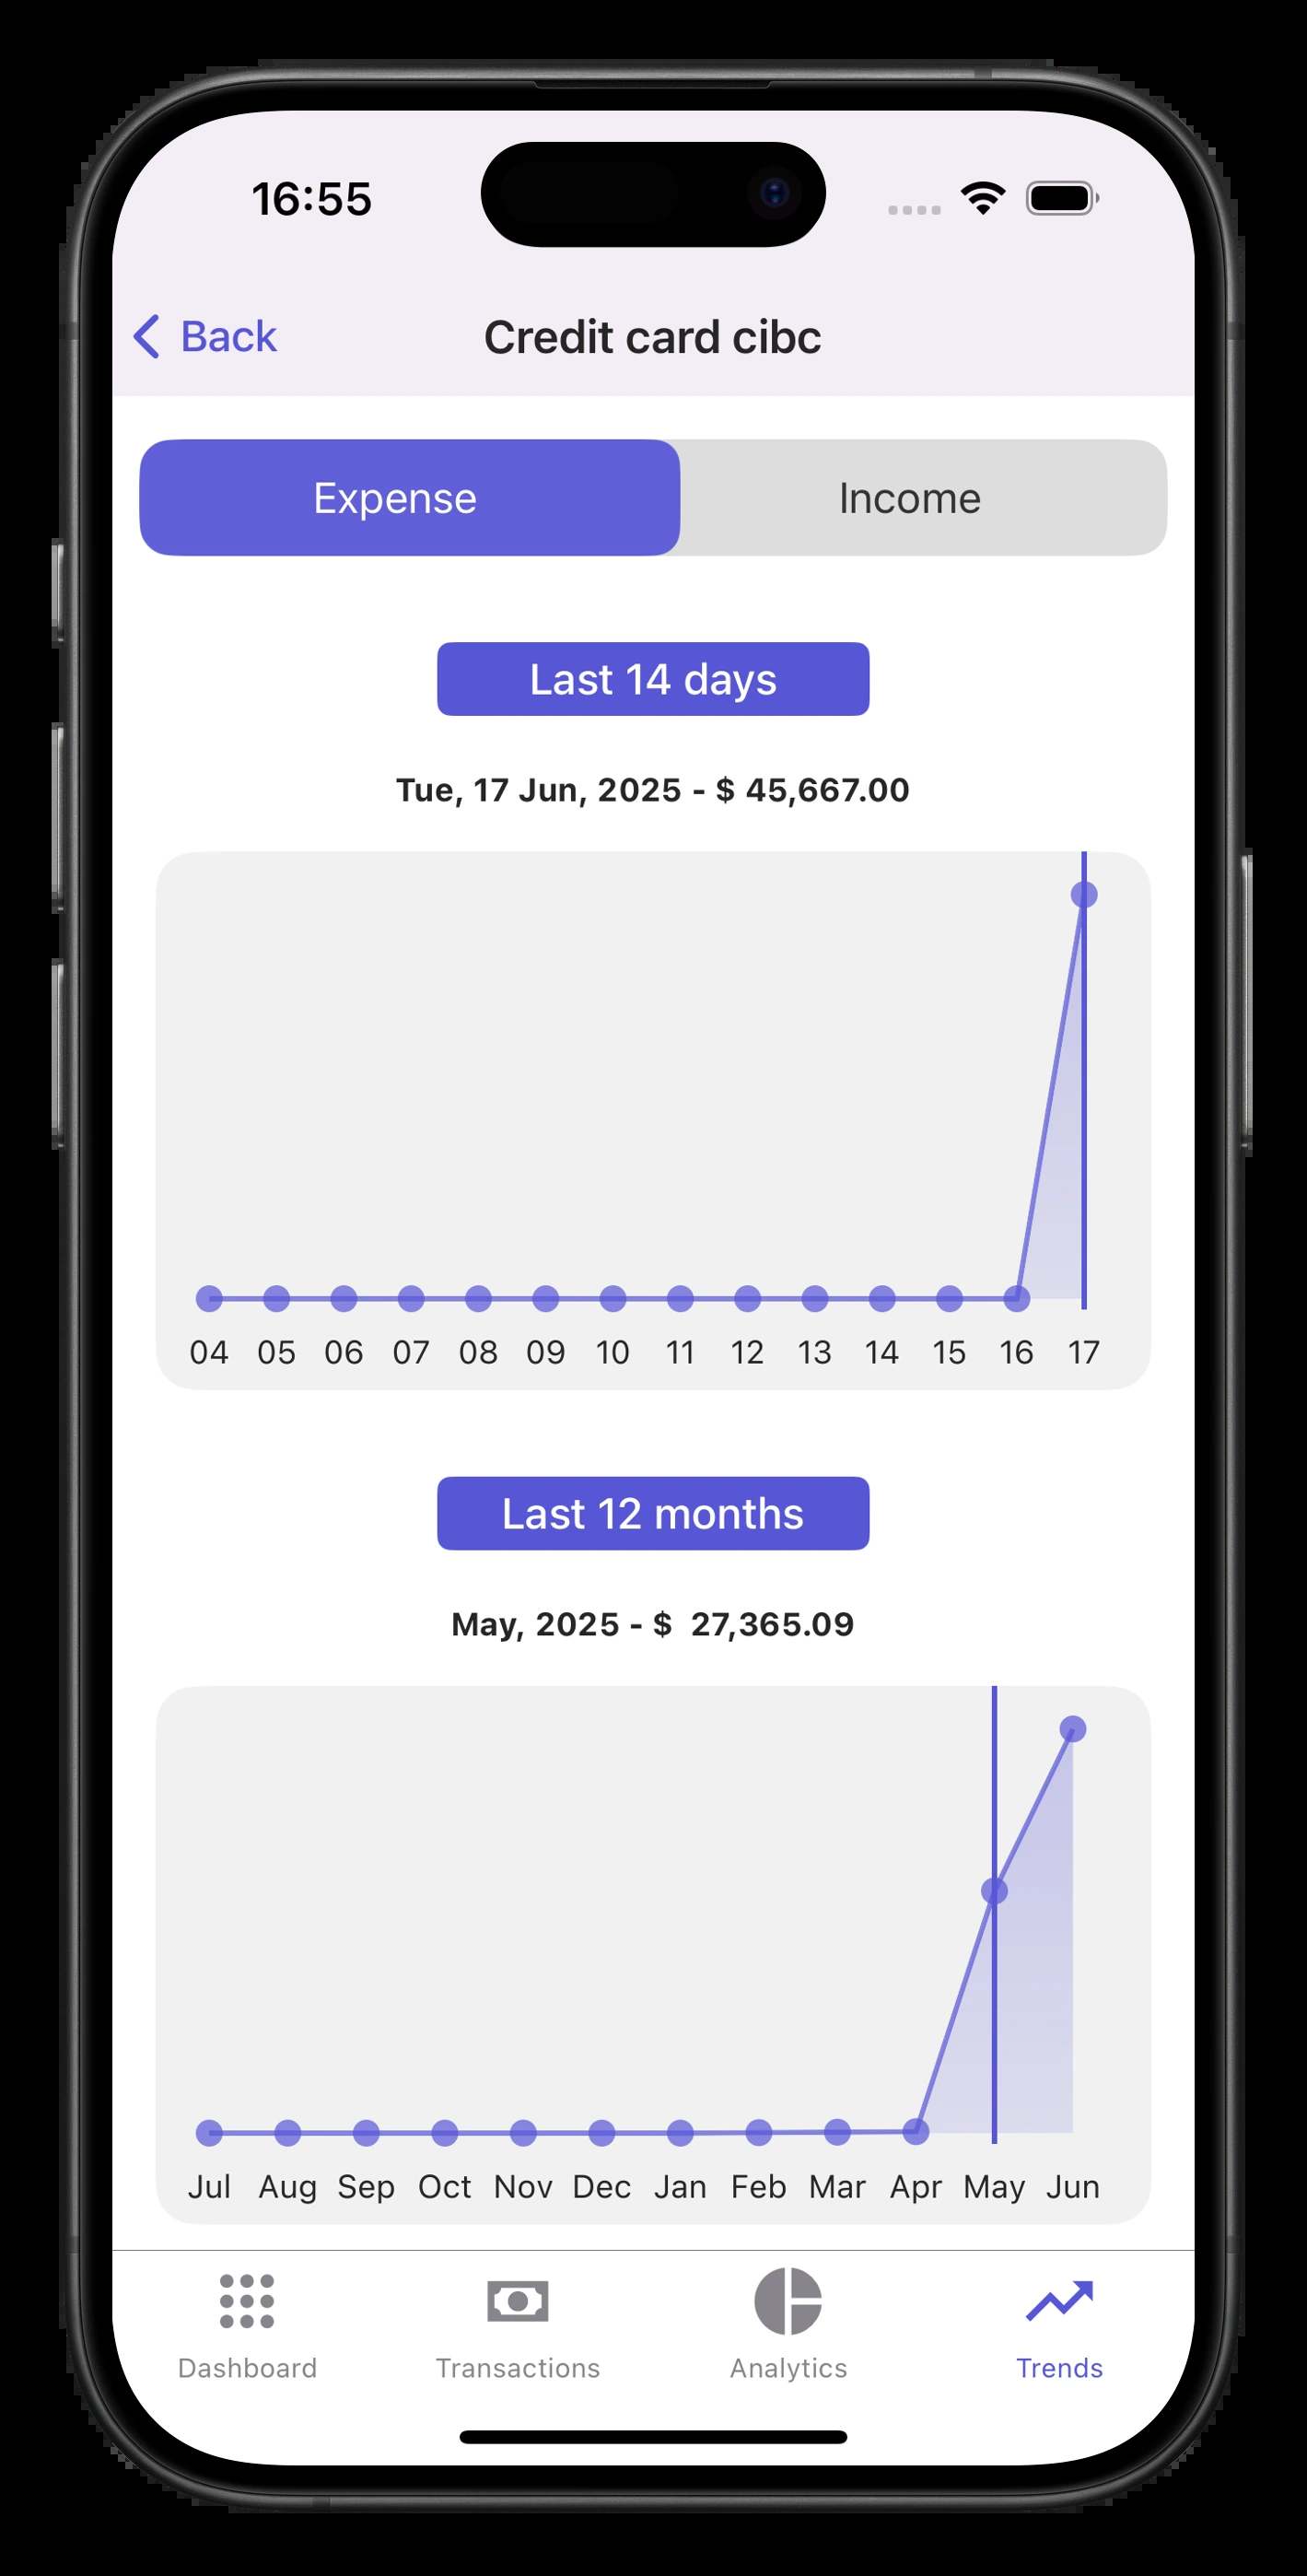 16:55
Back
Credit card cibc
Expense Income
Last 14 days
Tue, 17 Jun, 2025 - $ 45,667.00
04 05 06 07 08 09 10 11 12 13 14 15 16 17
Last 12 months
May, 2025 - $ 27,365.09
Jul Aug Sep Oct Nov Dec Jan Feb Mar Apr May Jun
Dashboard Transactions Analytics Trends